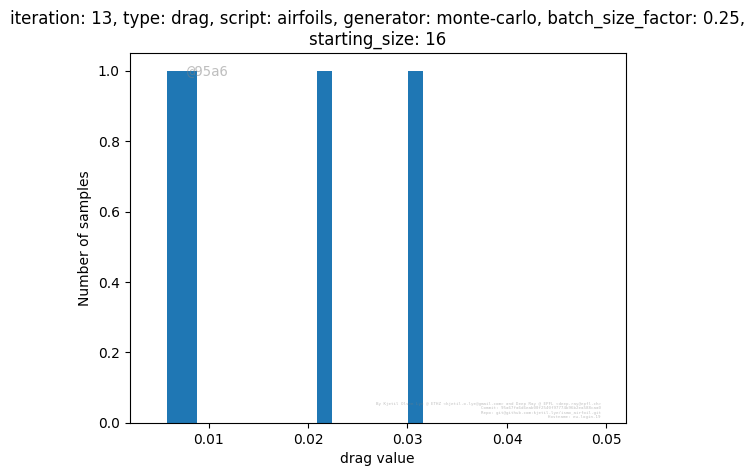 iteration: 13, type: drag, script: airfoils, generator: monte-carlo, batch_size_factor: 0.25,
starting_size: 16
@95a6
1.0
0.8
0.6
0.4
0.2
0.0
Number of samples
0.01
0.02
0.03
0.04
0.05
drag value